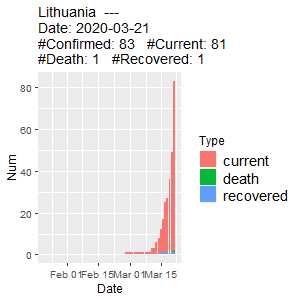 Lithuania  ---
Date: 2020-03-21
#Confirmed: 83   #Current: 81
#Death: 1   #Recovered: 1
80
60
40
20
0
Num
Feb 01 Feb 15 Mar 01 Mar 15
Date
Type
current
death
recovered